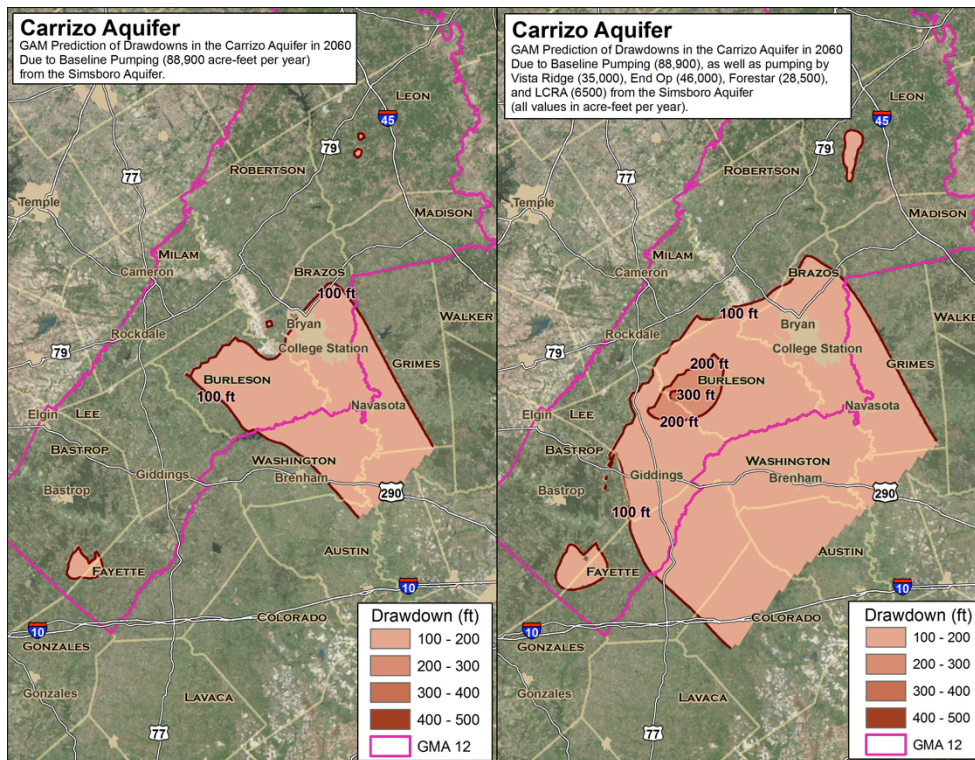 Carrizo Aquifer
GAM Prediction of Drawdowns in the Carrizo Aquifer in 2060
Due to Baseline Pumping (88,900 acre-feet per year)
from the Simsboro Aquifer.
LEON
45
79
77
ROBERTSON
Temple
MADISON
MILAM
Cameron
BRAZOS
100 ft
WALKER
Bryan
Rockdale
College Station
79
GRIMES
BURLESON
100 ft
Navasota
Elgin
LEE
BASTROP
WASHINGTON
Giddings
Brenham
Bastrop
290
AUSTIN
FAYETTE
10
COLORADO
10
GONZALES
Gonzales
LAVACA
77
Drawdown (ft)
100 - 200
200 - 300
300 - 400
400 - 500
GMA 12
Carrizo Aquifer
GAM Prediction of Drawdowns in the Carrizo Aquifer in 2060
Due to Baseline Pumping (88,900), as well as pumping by
Vista Ridge (35,000), End Op (46,000), Forestar (28,500),
and LCRA (6500) from the Simsboro Aquifer
(all values in acre-feet per year).
LEON
45
79
77
ROBERTSON
Temple
MADISON
MILAM
Cameron
BRAZOS
100 ft
WALKER
Bryan
Rockdale
College Station
79
200 ft
GRIMES
BURLESON
300 ft
Navasota
Elgin
LEE
200 ft
BASTROP
WASHINGTON
Giddings
Brenham
Bastrop
290
100 ft
AUSTIN
FAYETTE
10
COLORADO
10
GONZALES
Gonzales
LAVACA
77
Drawdown (ft)
100 - 200
200 - 300
300 - 400
400 - 500
GMA 12